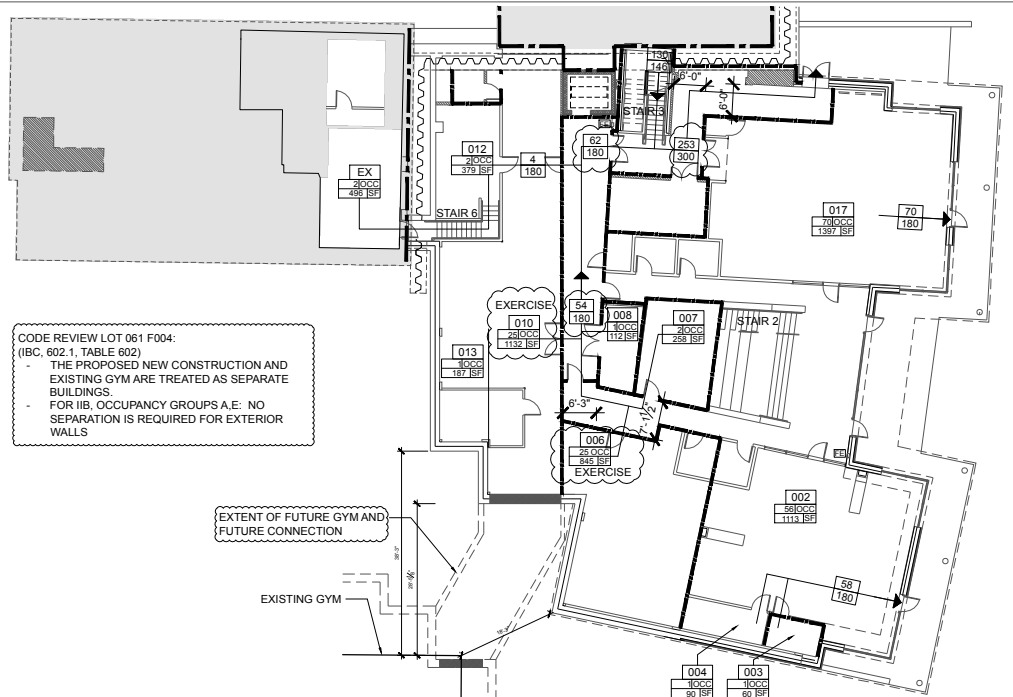 130
146
6'-0"
6'-0"
STAIR 3
62
180
253
300
012
2 OCC
379 SF
4
180
EX
2 OCC
496 SF
STAIR 6
017
70 OCC
1397 SF
70
180
EXERCISE
010
25 OCC
1132 SF
54
180
008
1 OCC
112 SF
007
2 OCC
258 SF
STAIR 2
013
1 OCC
187 SF
CODE REVIEW LOT 061 F004:
(IBC, 602.1, TABLE 602)
- THE PROPOSED NEW CONSTRUCTION AND
EXISTING GYM ARE TREATED AS SEPARATE
BUILDINGS.
- FOR IIB, OCCUPANCY GROUPS A,E: NO
SEPARATION IS REQUIRED FOR EXTERIOR
WALLS
6'-3"
7'-11/2"
006
25 OCC
845 SF
EXERCISE
FE
002
56 OCC
1113 SF
EXTENT OF FUTURE GYM AND
FUTURE CONNECTION
EXISTING GYM
58
180
004
1 OCC
90 SF
003
1 OCC
60 SF